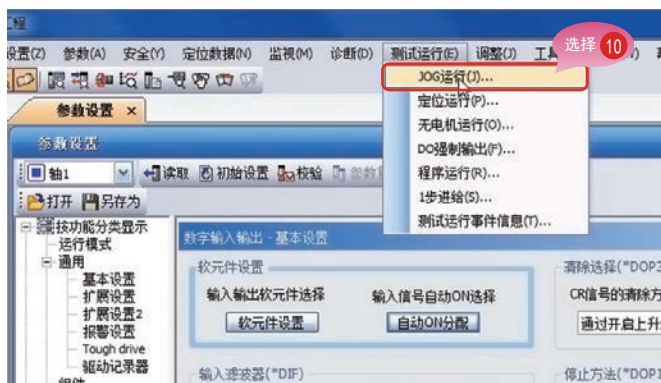 工程
设置(Z) 参数(A) 安全(Y) 定位数据(N) 监视(M) 诊断(D) 测试运行(E) 调整(J)
选择 10
JOG运行(J)...
定位运行(P)...
无电机运行(O)...
DO强制输出(F)...
程序运行(R)...
1步进给(S)...
测试运行事件信息(T)...
参数设置 ×
参数设置
轴1 读取 初始设置 校验
打开 另存为
技功能分类显示
运行模式
通用
基本设置
扩展设置
扩展设置2
报警设置
Tough drive
驱动记录器
组件
数字输入输出 - 基本设置
软元件设置
输入输出软元件选择 输入信号自动ON选择
软元件设置 自动ON分配
输入滤波器(*DIF)
清除选择(*DOP3
CR信号的清除方
通过开启上升
停止方法(*DOP1